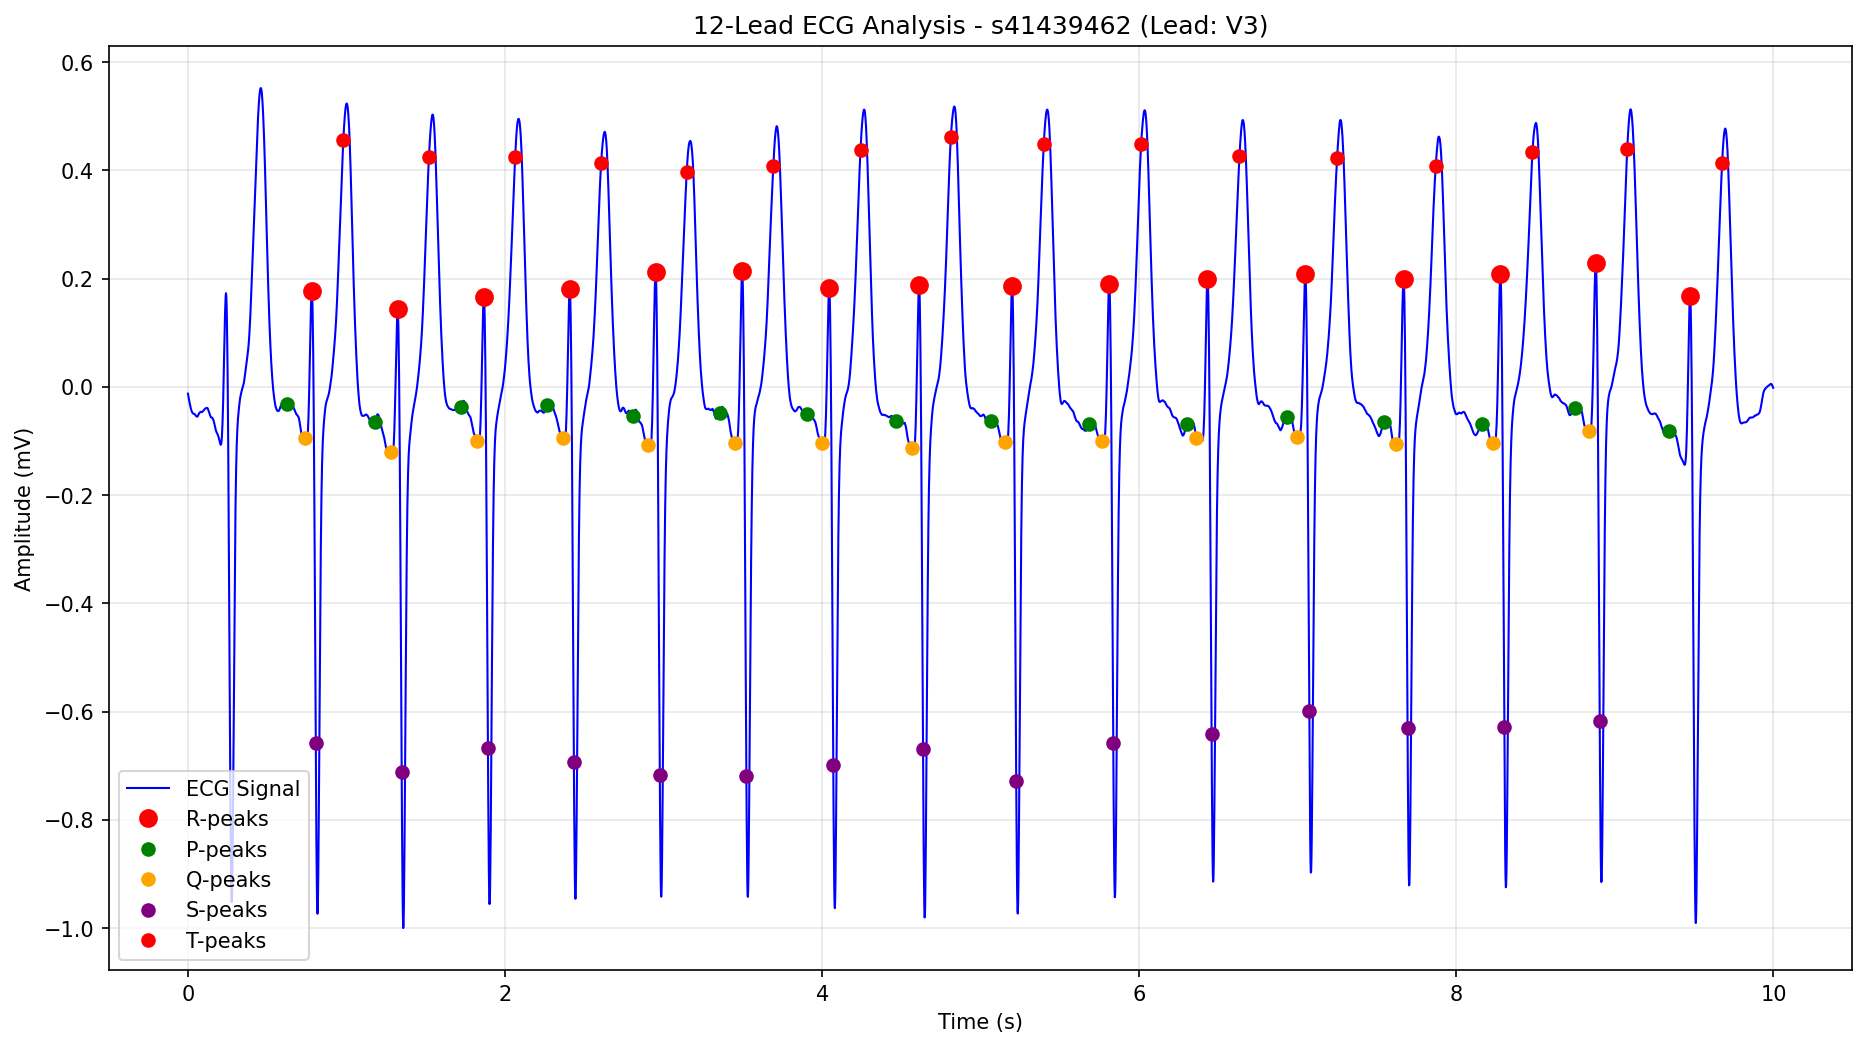 12-Lead ECG Analysis - s41439462 (Lead: V3)
0.6
0.4
0.2
0.0
−0.2
−0.4
−0.6
−0.8
−1.0
Amplitude (mV)
ECG Signal
R-peaks
P-peaks
Q-peaks
S-peaks
T-peaks
0 2 4 6 8 10
Time (s)